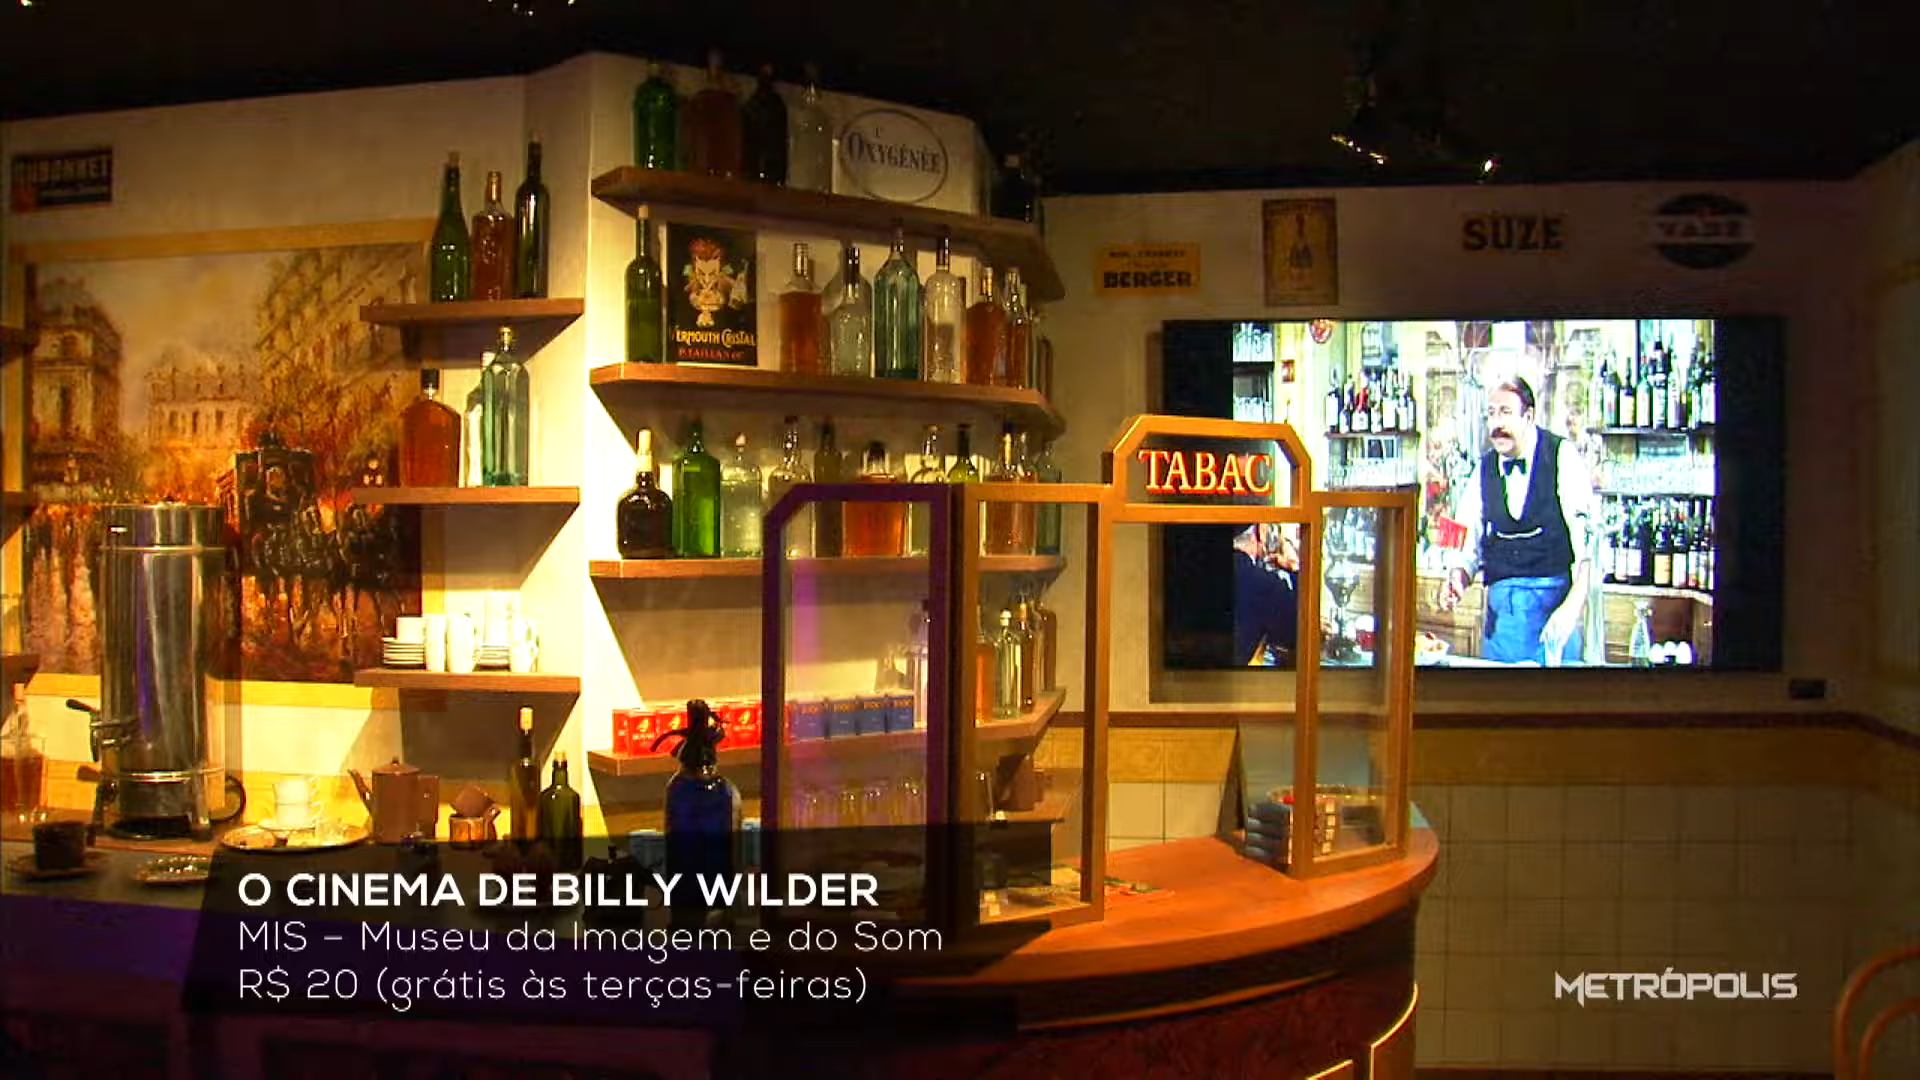 L'
OXYGÉNÉE
DUBONNET
SUZE
BERGER
VERMOUTH CRISTAL
TABAC
O CINEMA DE BILLY WILDER
MIS – Museu da Imagem e do Som
R$ 20 (grátis às terças-feiras)
METRÓPOLIS